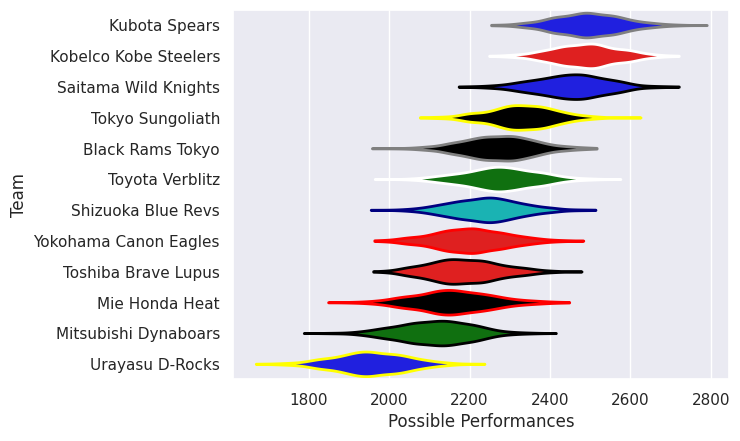 Kubota Spears
Kobelco Kobe Steelers
Saitama Wild Knights
Tokyo Sungoliath
Black Rams Tokyo
Toyota Verblitz
Shizuoka Blue Revs
Yokohama Canon Eagles
Toshiba Brave Lupus
Mie Honda Heat
Mitsubishi Dynaboars
Urayasu D-Rocks
Team
1800 2000 2200 2400 2600 2800
Possible Performances